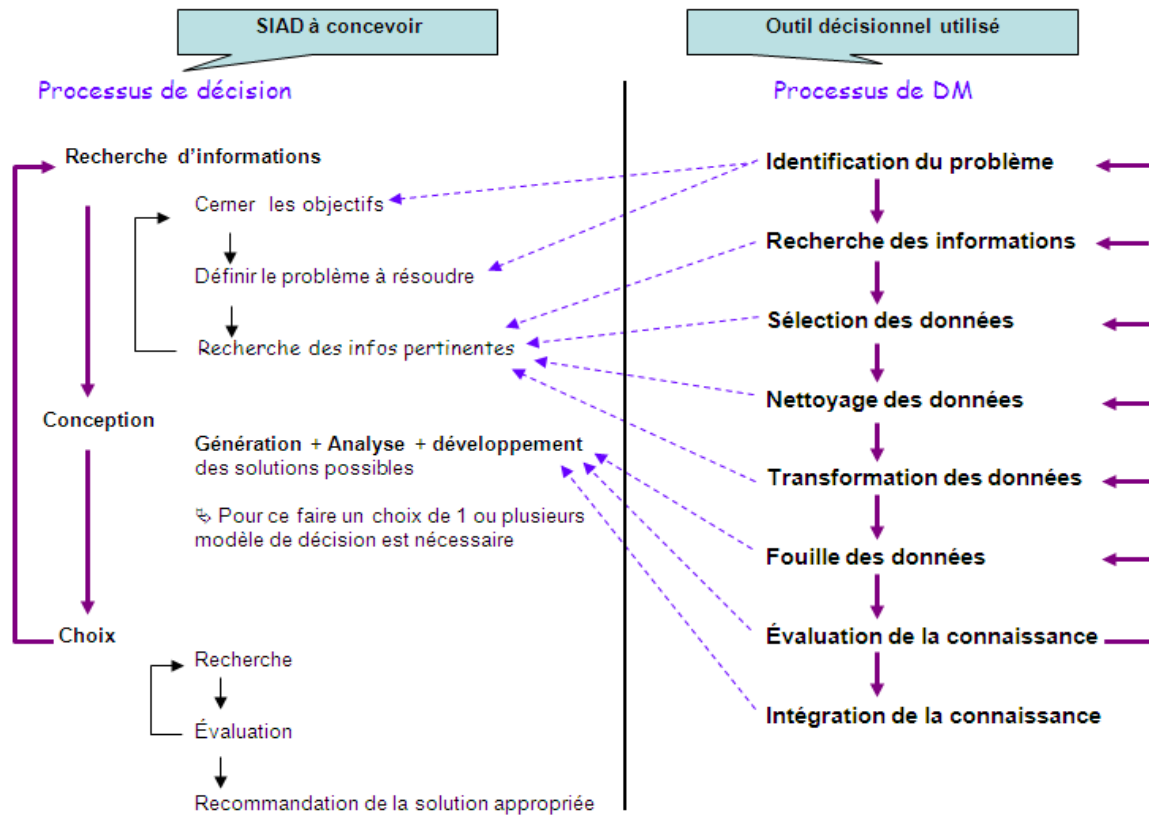 SIAD à concevoir
Outil décisionnel utilisé
Processus de décision
Processus de DM
Recherche d'informations
Cerner les objectifs
Définir le problème à résoudre
Recherche des infos pertinentes
Conception
Génération + Analyse + développement
des solutions possibles
Pour ce faire un choix de 1 ou plusieurs
modèle de décision est nécessaire
Choix
Recherche
Évaluation
Recommandation de la solution appropriée
Identification du problème
Recherche des informations
Sélection des données
Nettoyage des données
Transformation des données
Fouille des données
Évaluation de la connaissance
Intégration de la connaissance